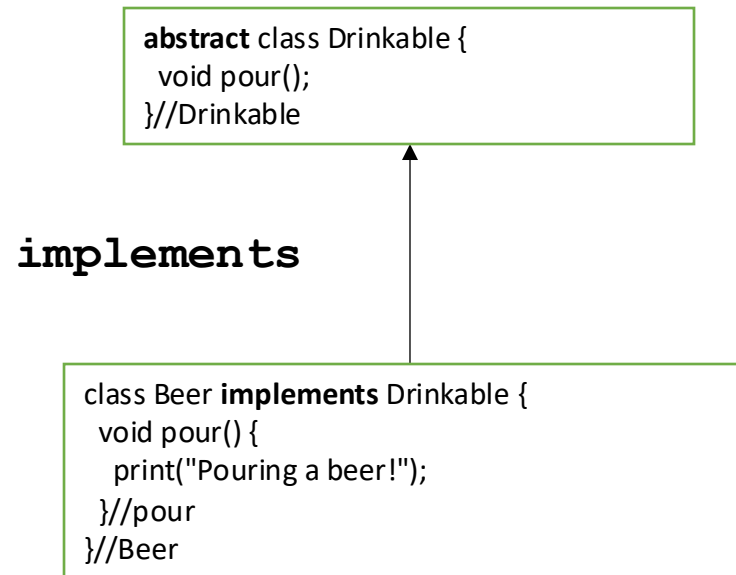 abstract class Drinkable {
void pour();
}//Drinkable
implements
class Beer implements Drinkable {
void pour() {
print("Pouring a beer!");
}//pour
}//Beer